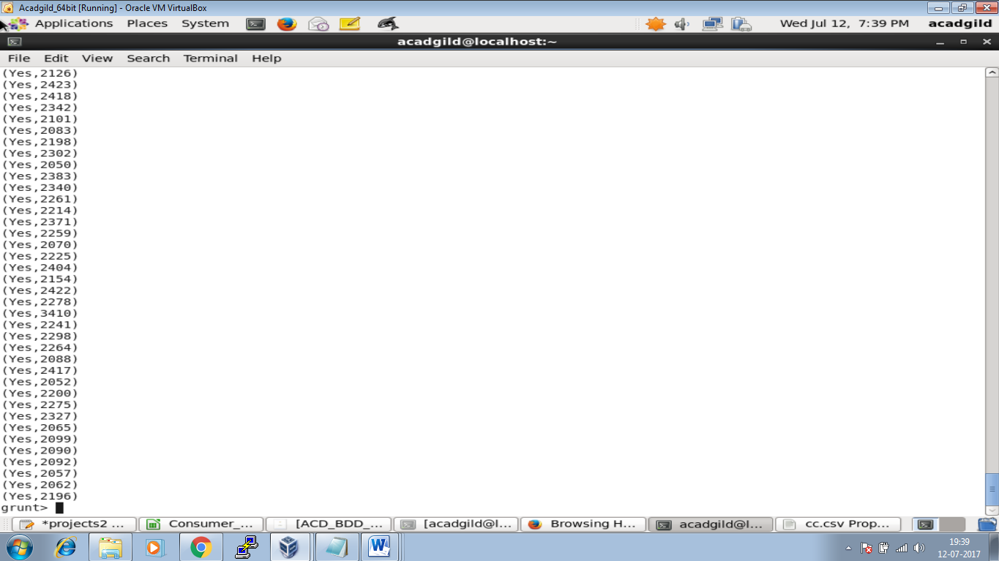 Acadgild_64bit [Running] - Oracle VM VirtualBox
Applications Places System Wed Jul 12, 7:39 PM acadgild
acadgild@localhost:~
File Edit View Search Terminal Help
(Yes,2126)
(Yes,2423)
(Yes,2418)
(Yes,2342)
(Yes,2101)
(Yes,2083)
(Yes,2198)
(Yes,2302)
(Yes,2050)
(Yes,2383)
(Yes,2340)
(Yes,2261)
(Yes,2214)
(Yes,2371)
(Yes,2259)
(Yes,2070)
(Yes,2225)
(Yes,2404)
(Yes,2154)
(Yes,2422)
(Yes,2278)
(Yes,3410)
(Yes,2241)
(Yes,2298)
(Yes,2264)
(Yes,2088)
(Yes,2417)
(Yes,2052)
(Yes,2200)
(Yes,2275)
(Yes,2327)
(Yes,2065)
(Yes,2099)
(Yes,2090)
(Yes,2092)
(Yes,2057)
(Yes,2062)
(Yes,2196)
grunt>
*projects2 ... Consumer_... [ACD_BDD_... [acadgild@l... Browsing H... acadgild@l... cc.csv Prop...
19:39
12-07-2017